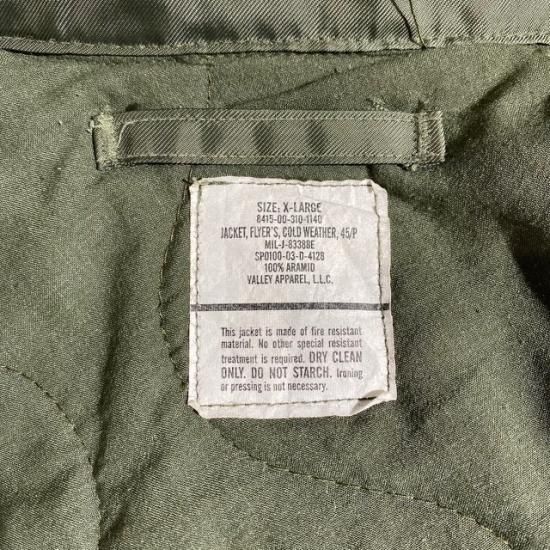 SIZE: X-LARGE
8415-00-310-1140
JACKET, FLYER'S, COLD WEATHER, 45/P
MIL-J-83388E
SPO100-03-D-4128
100% ARAMID
VALLEY APPAREL, L.L.C.
This jacket is made of fire resistant
material. No other special resistant
treatment is required. DRY CLEAN
ONLY. DO NOT STARCH. Ironing
or pressing is not necessary.